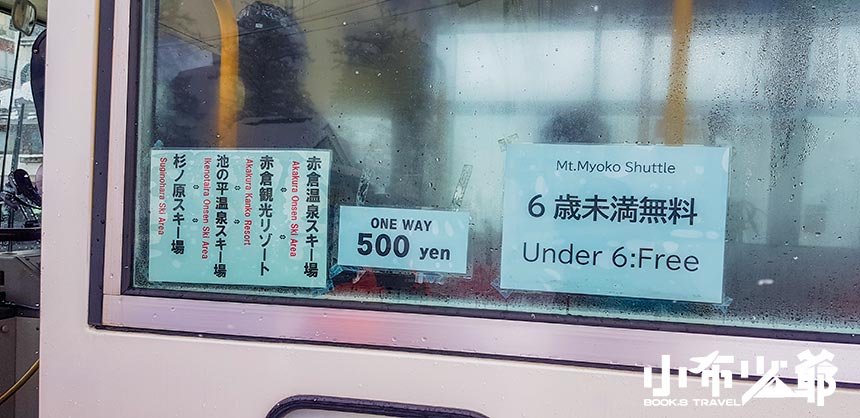 赤倉温泉スキー場
Akakura Onsen Ski Area
⇔
赤倉観光リゾート
Akakura Kanko Resort
⇔
池の平温泉スキー場
Ikenotaira Onsen Ski Area
⇔
杉ノ原スキー場
Suginohara Ski Area
ONE WAY
500 yen
Mt.Myoko Shuttle
6歳未満無料
Under 6:Free
小布少爺
BOOK.S TRAVEL